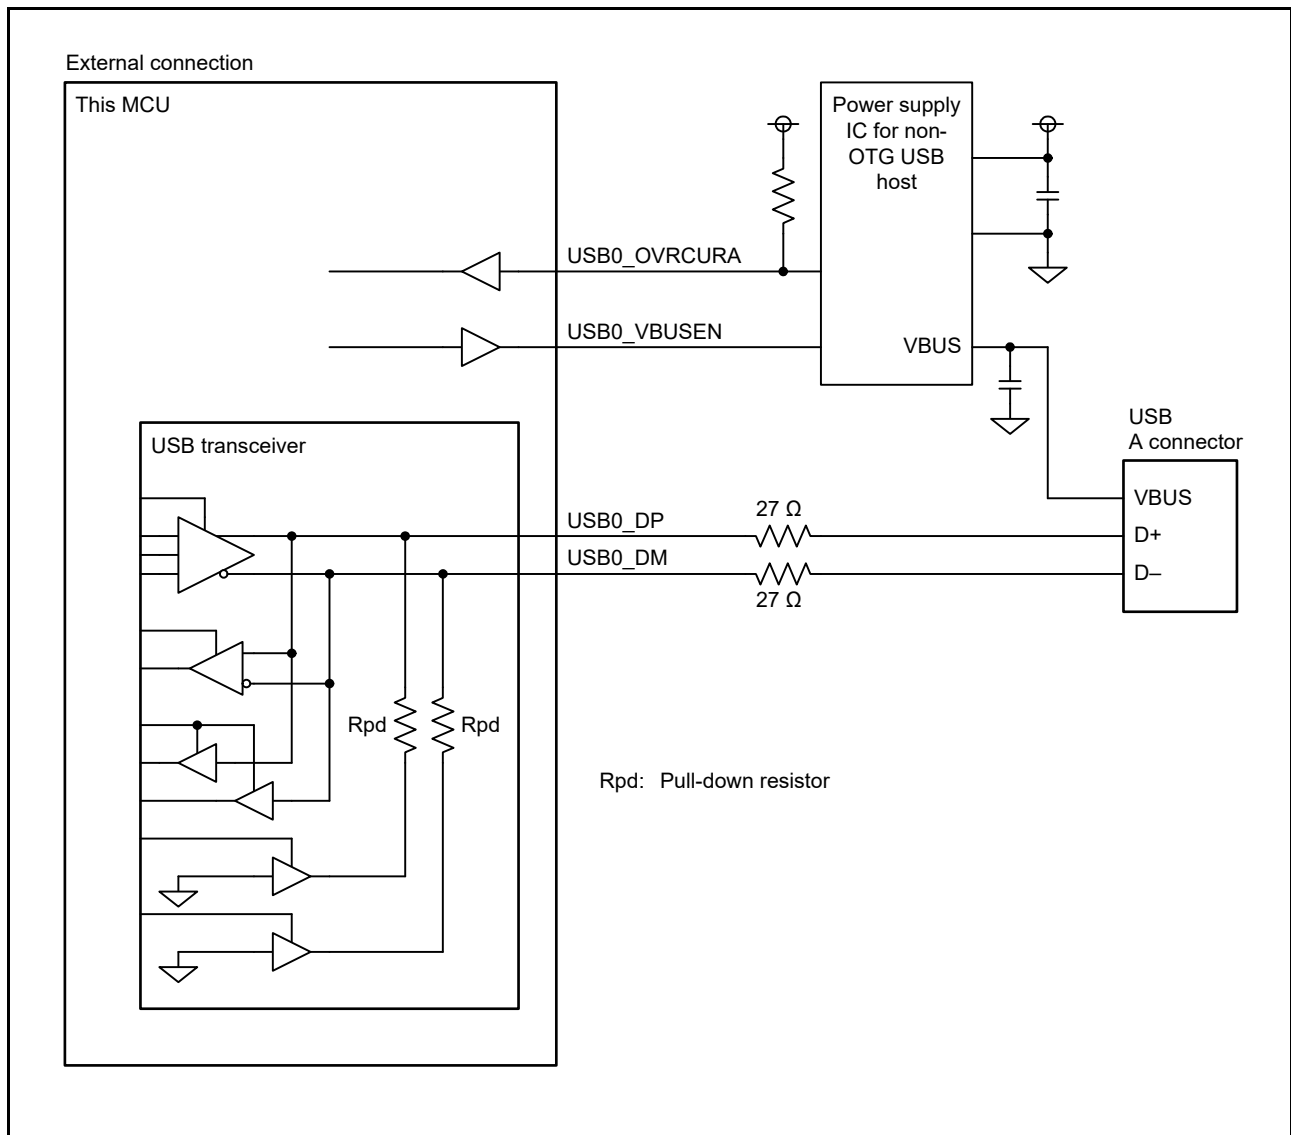 External connection
This MCU
Power supply
IC for non-
OTG USB
host
USB0_OVRCURA
USB0_VBUSEN
VBUS
USB
A connector
USB transceiver
VBUS
27 Ω
USB0_DP
D+
USB0_DM
D–
27 Ω
Rpd
Rpd
Rpd: Pull-down resistor